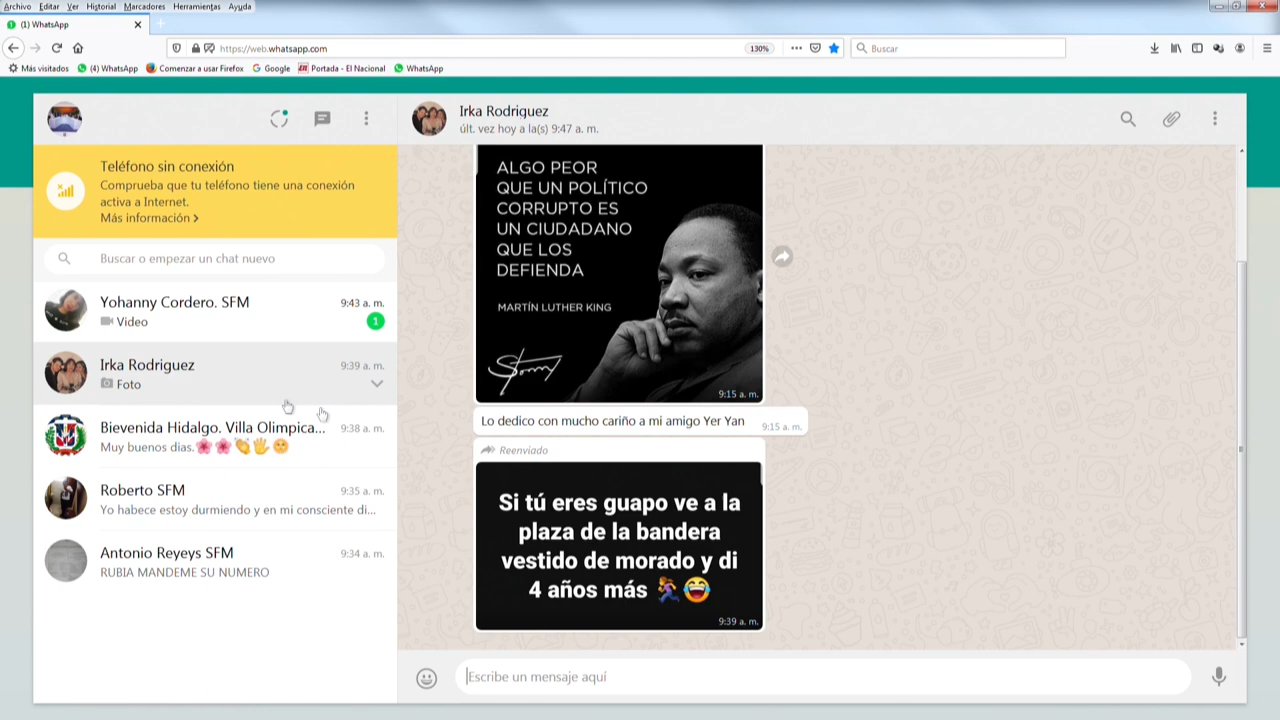 Archivo Editar Ver Historial Marcadores Herramientas Ayuda
(1) WhatsApp
https://web.whatsapp.com
130%
Buscar
Más visitados
(4) WhatsApp
Comenzar a usar Firefox
Google
Portada - El Nacional
WhatsApp
Teléfono sin conexión
Comprueba que tu teléfono tiene una conexión
activa a Internet.
Más información >
Buscar o empezar un chat nuevo
Yohanny Cordero. SFM
9:43 a. m.
Video
1
Irka Rodriguez
9:39 a. m.
Foto
Bievenida Hidalgo. Villa Olimpica...
9:38 a. m.
Muy buenos dias.🌸🌸👏🖐🌞
Roberto SFM
9:35 a. m.
Yo habece estoy durmiendo y en mi consciente di...
Antonio Reyeys SFM
9:34 a. m.
RUBIA MANDEME SU NUMERO
Irka Rodriguez
últ. vez hoy a la(s) 9:47 a. m.
ALGO PEOR
QUE UN POLÍTICO
CORRUPTO ES
UN CIUDADANO
QUE LOS
DEFIENDA
MARTÍN LUTHER KING
9:15 a. m.
Lo dedico con mucho cariño a mi amigo Yer Yan
9:15 a. m.
Reenviado
Si tú eres guapo ve a la
plaza de la bandera
vestido de morado y di
4 años más 🏃‍♀️😂
9:39 a. m.
Escribe un mensaje aquí